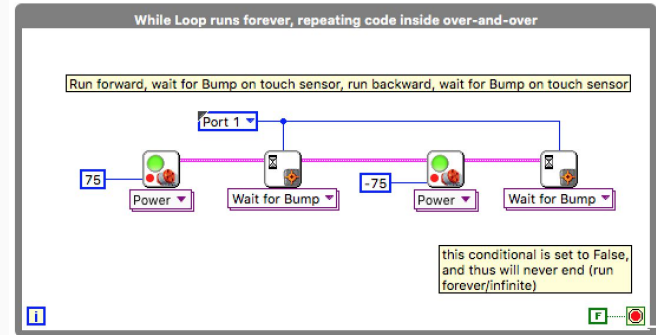 While Loop runs forever, repeating code inside over-and-over
Run forward, wait for Bump on touch sensor, run backward, wait for Bump on touch sensor
Port 1
75
Power
Wait for Bump
-75
Power
Wait for Bump
this conditional is set to False,
and thus will never end (run
forever/infinite)
i
F